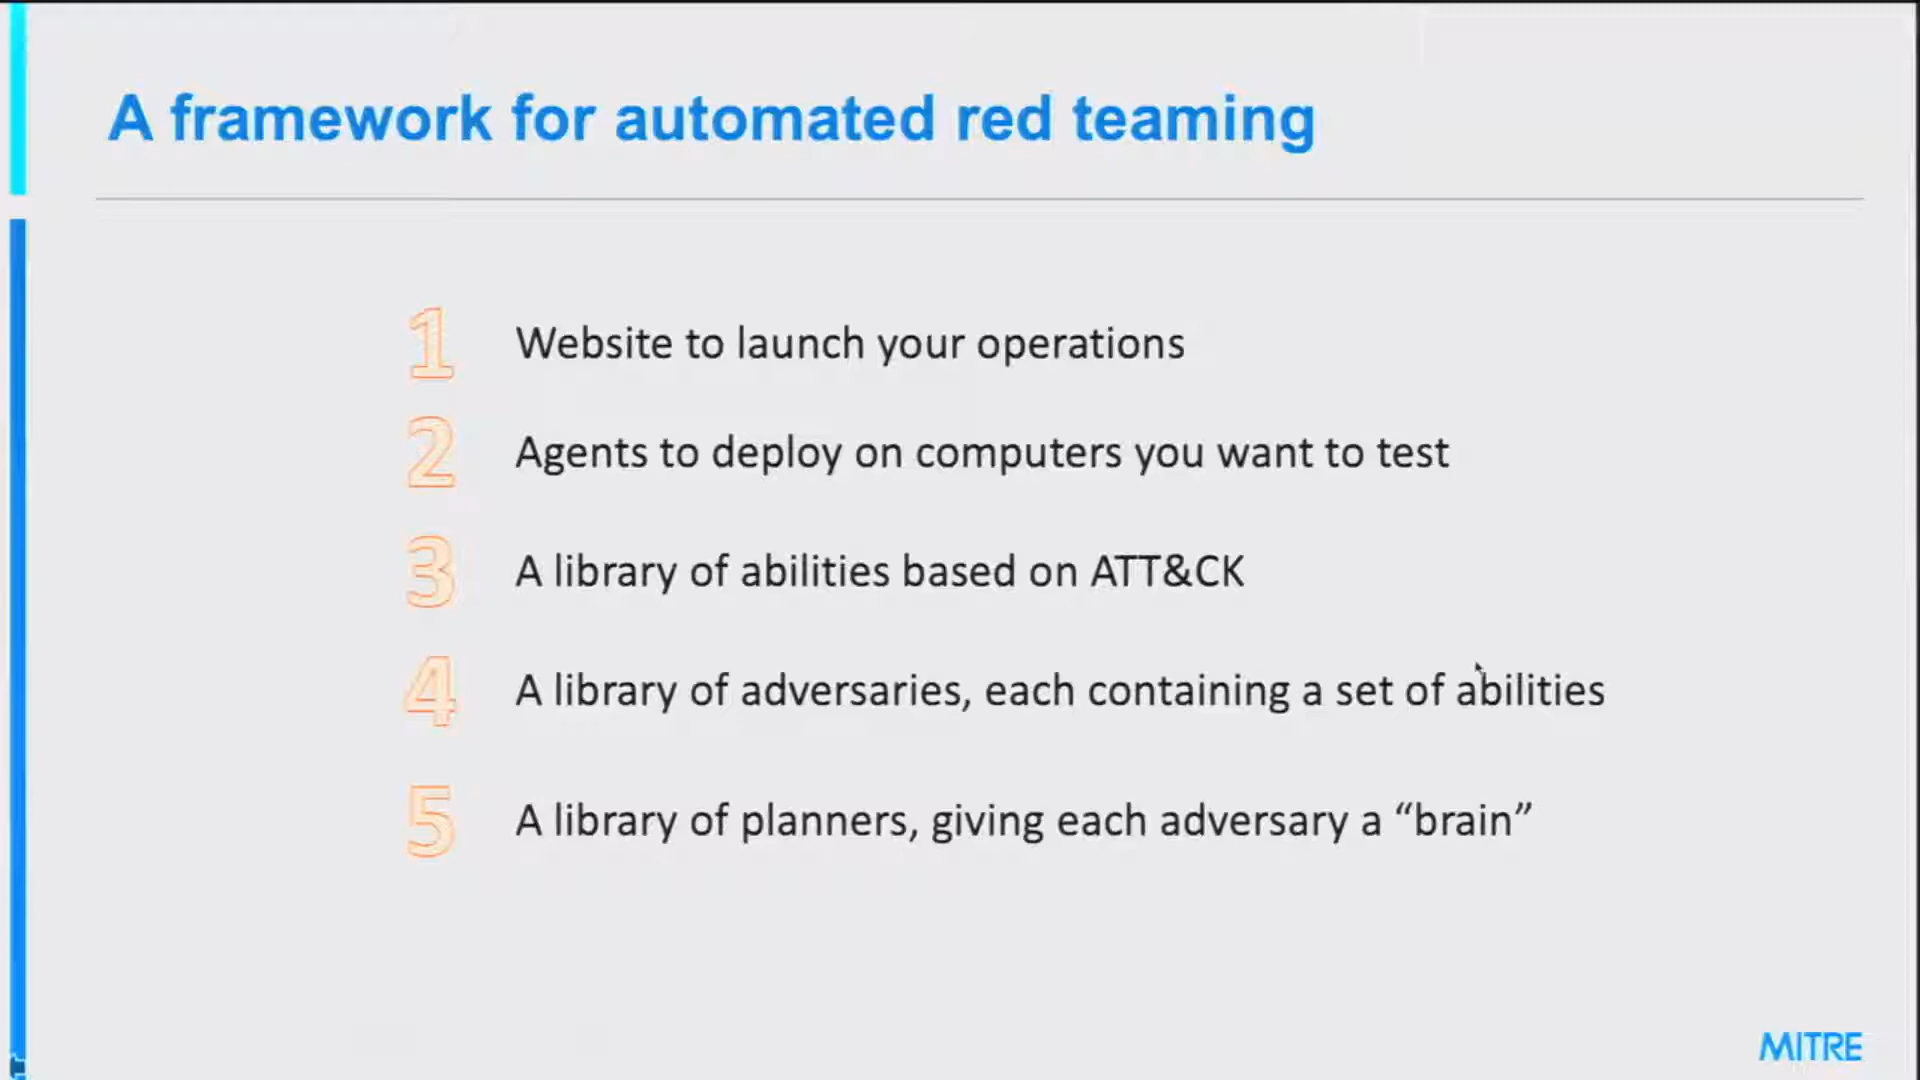 A framework for automated red teaming
1 Website to launch your operations
2 Agents to deploy on computers you want to test
3 A library of abilities based on ATT&CK
4 A library of adversaries, each containing a set of abilities
5 A library of planners, giving each adversary a “brain”
MITRE